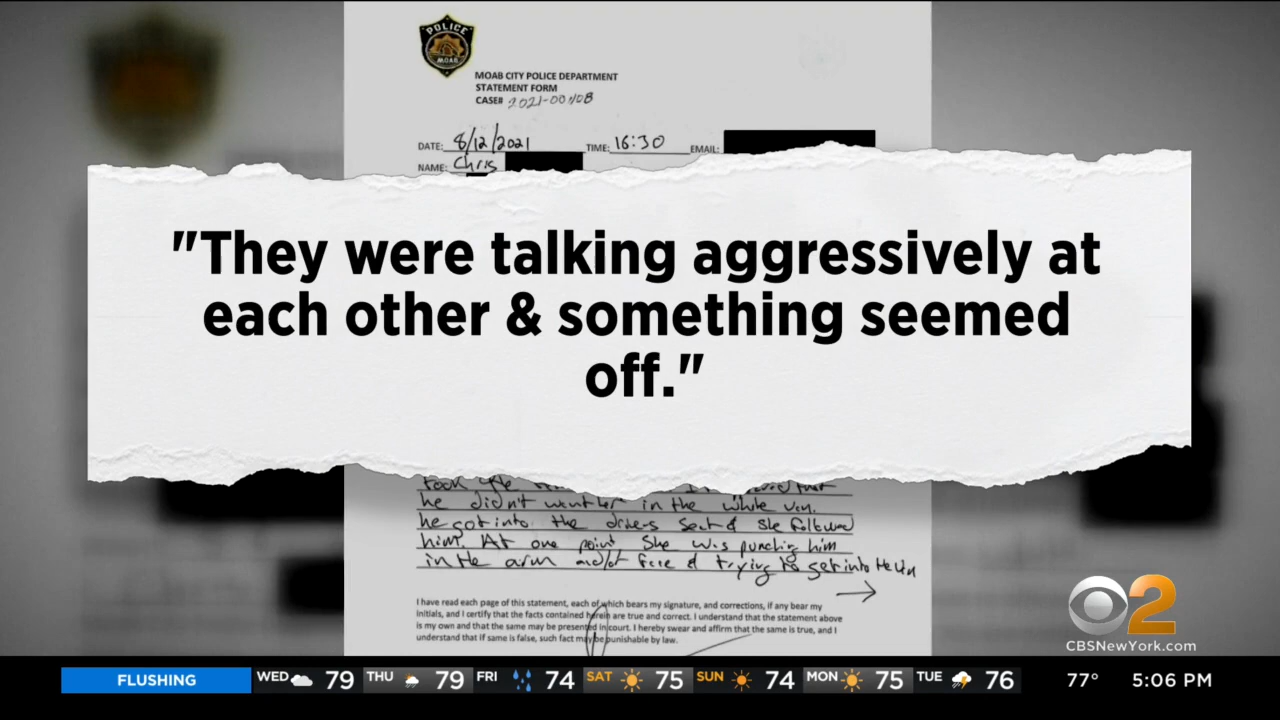 POLICE
MOAB
MOAB CITY POLICE DEPARTMENT
STATEMENT FORM
CASE#
DATE: 8/12/2021 TIME: 16:30 EMAIL:
NAME: Chris
"They were talking aggressively at
each other & something seemed
off."
he didn't want her in the white van.
he got into the drivers seat & she followed
him. At one point she was punching him
in the arm and/or face & trying to get into the van
I have read each page of this statement, each of which bears my signature, and corrections, if any bear my
initials, and I certify that the facts contained herein are true and correct. I understand that the statement above
is my own and that the same may be presented in court. I hereby swear and affirm that the same is true, and I
understand that if same is false, such fact may be punishable by law.
2
CBSNewYork.com
FLUSHING WED 79 THU 79 FRI 74 SAT 75 SUN 74 MON 75 TUE 76 77° 5:06 PM